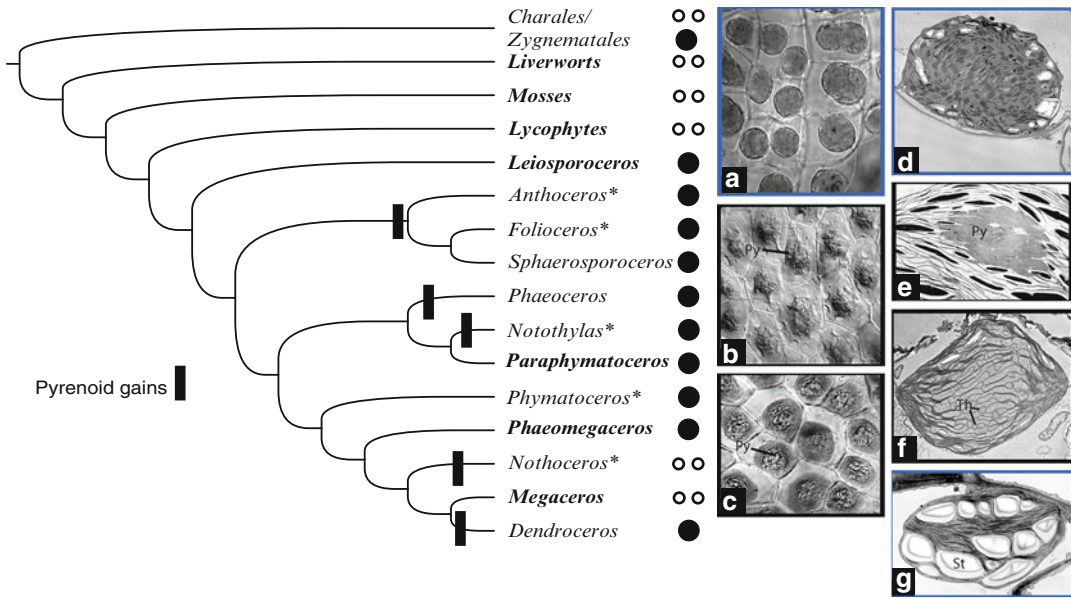 Charales/
Zygnematales
Liverworts
Mosses
Lycophytes
Leiosporoceros
Anthoceros*
Folioceros*
Sphaerosporoceros
Phaeoceros
Notothylas*
Paraphymatoceros
Pyrenoid gains
Phymatoceros*
Phaeomegaceros
Nothoceros*
Megaceros
Dendroceros
a
Py
b
Py
c
d
Py
e
Th
f
St
g